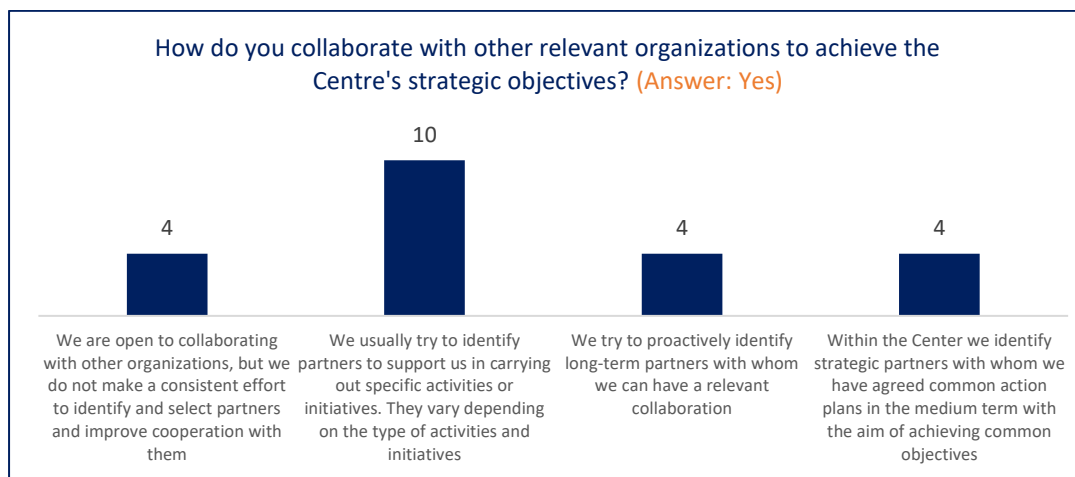 How do you collaborate with other relevant organizations to achieve the
Centre's strategic objectives? (Answer: Yes)
4
10
4
4
We are open to collaborating
with other organizations, but we
do not make a consistent effort
to identify and select partners
and improve cooperation with
them
We usually try to identify
partners to support us in carrying
out specific activities or
initiatives. They vary depending
on the type of activities and
initiatives
We try to proactively identify
long-term partners with whom
we can have a relevant
collaboration
Within the Center we identify
strategic partners with whom we
have agreed common action
plans in the medium term with
the aim of achieving common
objectives